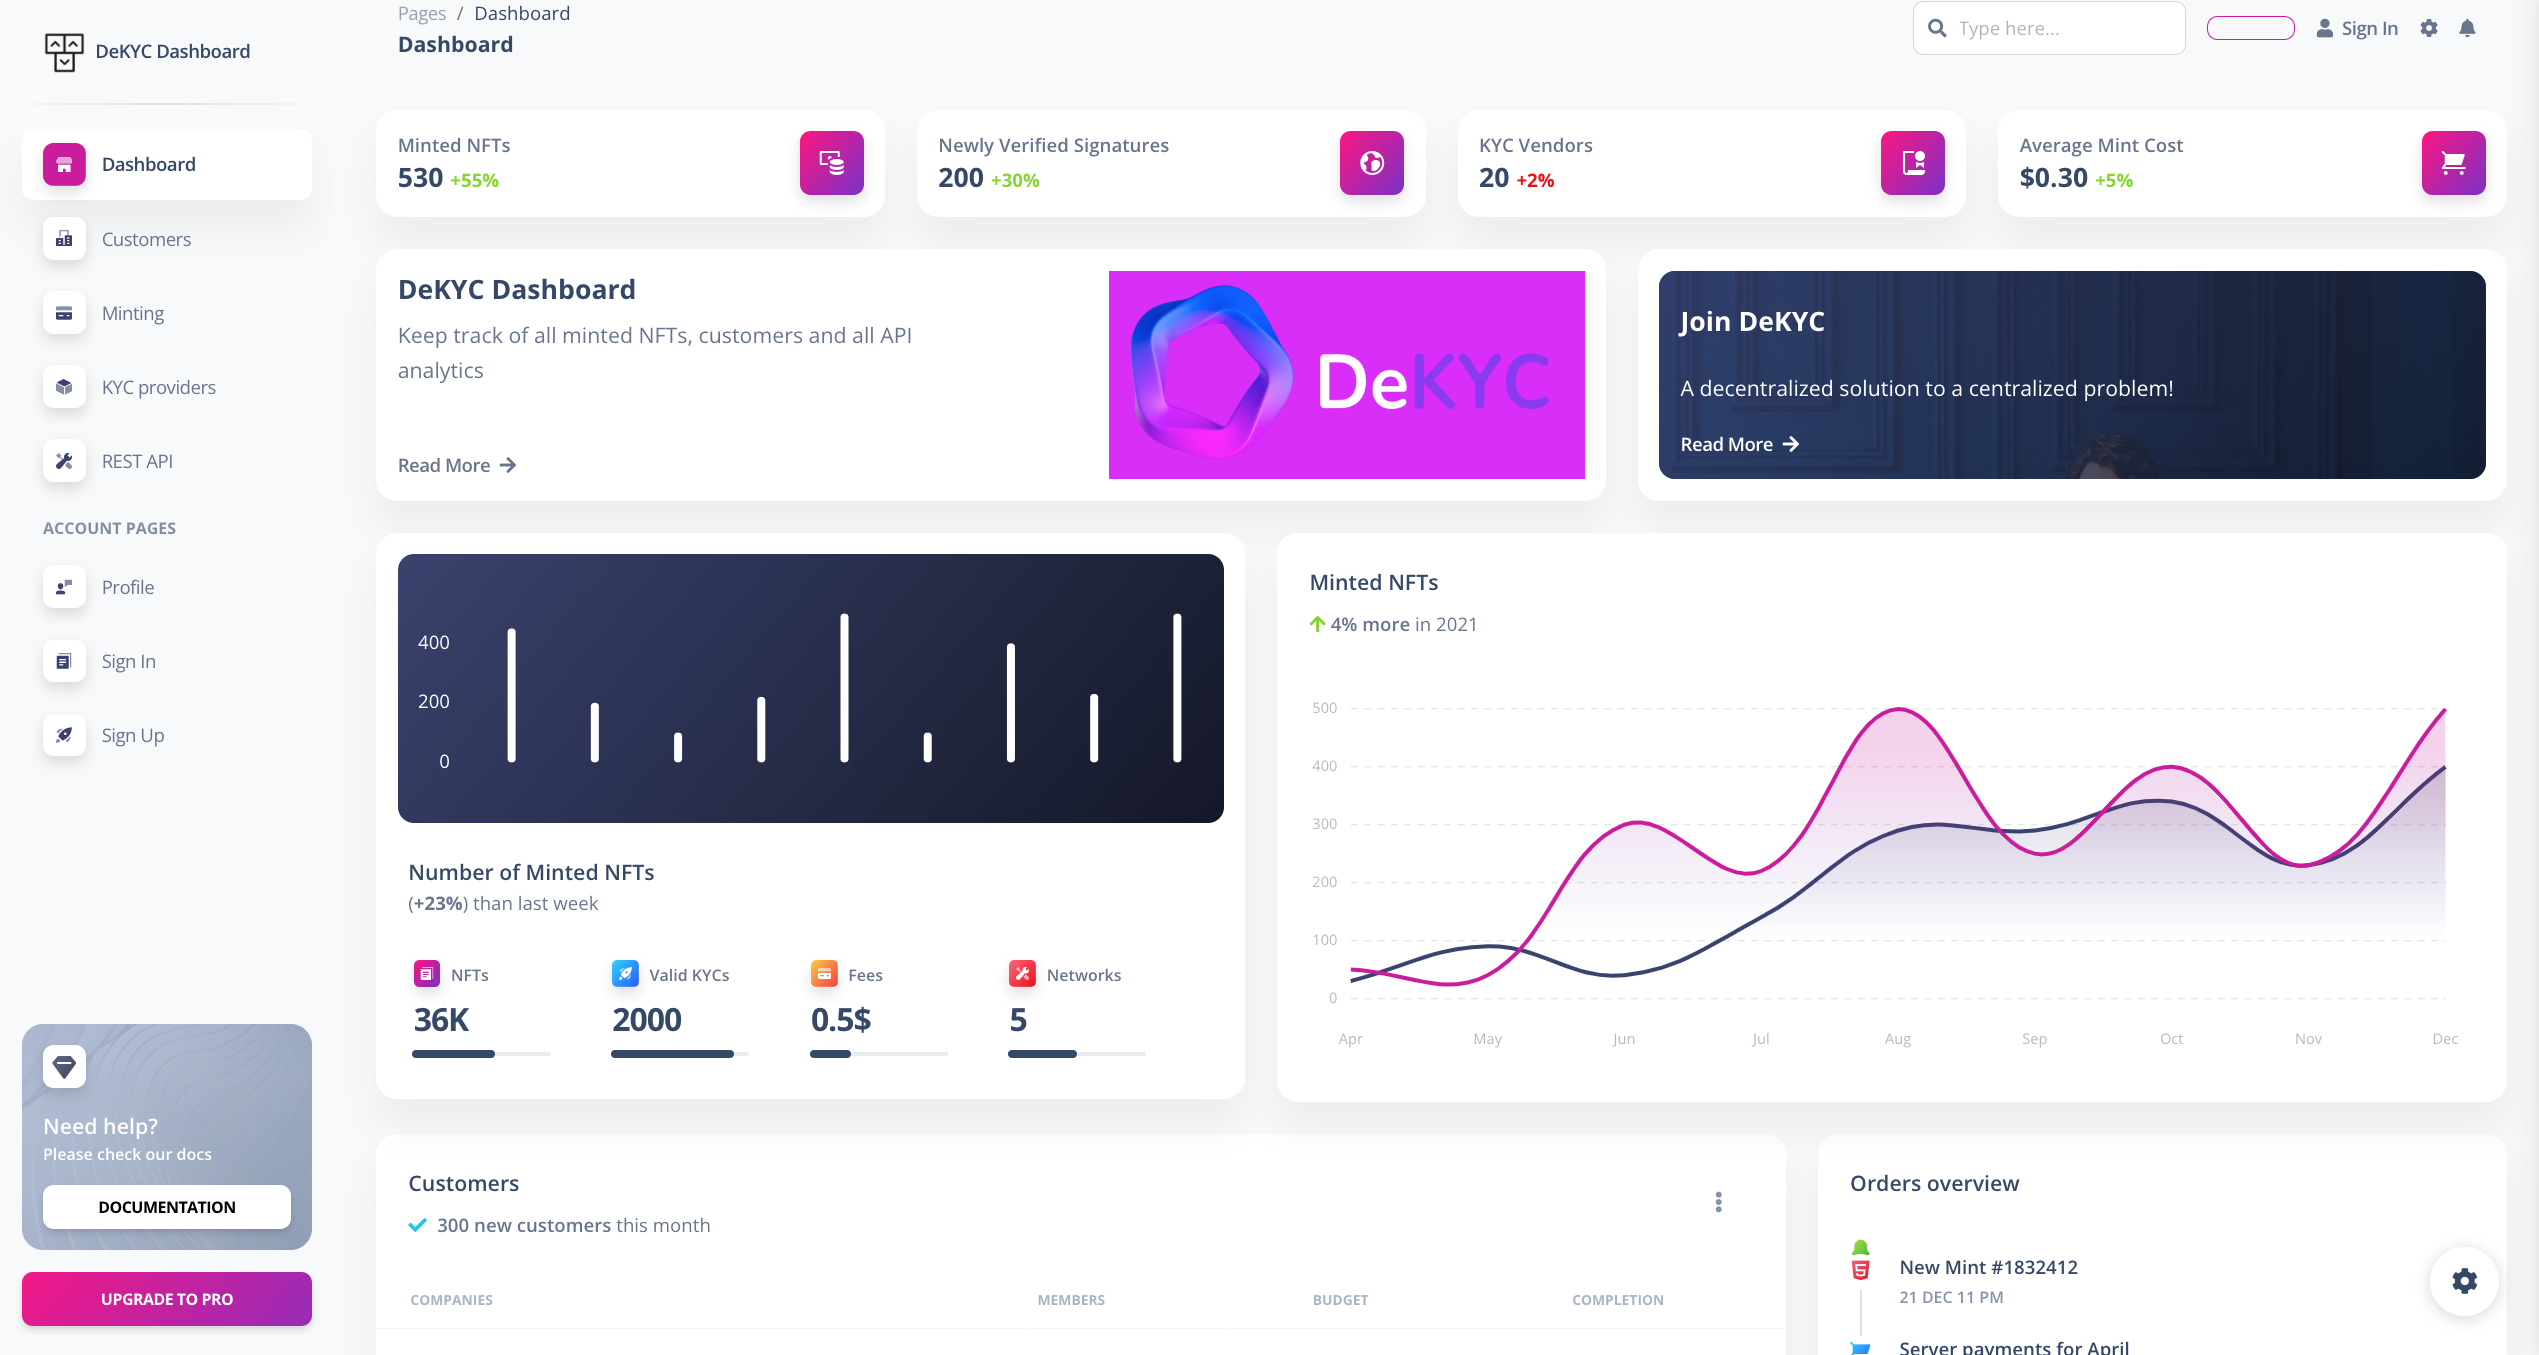 DeKYC Dashboard
Dashboard
Customers
Minting
KYC providers
REST API
ACCOUNT PAGES
Profile
Sign In
Sign Up
Need help?
Please check our docs
DOCUMENTATION
UPGRADE TO PRO
Pages / Dashboard
Dashboard
Type here...
Sign In
Minted NFTs
530 +55%
Newly Verified Signatures
200 +30%
KYC Vendors
20 +2%
Average Mint Cost
$0.30 +5%
DeKYC Dashboard
Keep track of all minted NFTs, customers and all API
analytics
Read More
DeKYC
Join DeKYC
A decentralized solution to a centralized problem!
Read More
400
200
0
Number of Minted NFTs
(+23%) than last week
NFTs
36K
Valid KYCs
2000
Fees
0.5$
Networks
5
Minted NFTs
4% more in 2021
500
400
300
200
100
0
Apr May Jun Jul Aug Sep Oct Nov Dec
Customers
300 new customers this month
COMPANIES MEMBERS BUDGET COMPLETION
Orders overview
New Mint #1832412
21 DEC 11 PM
Server payments for April